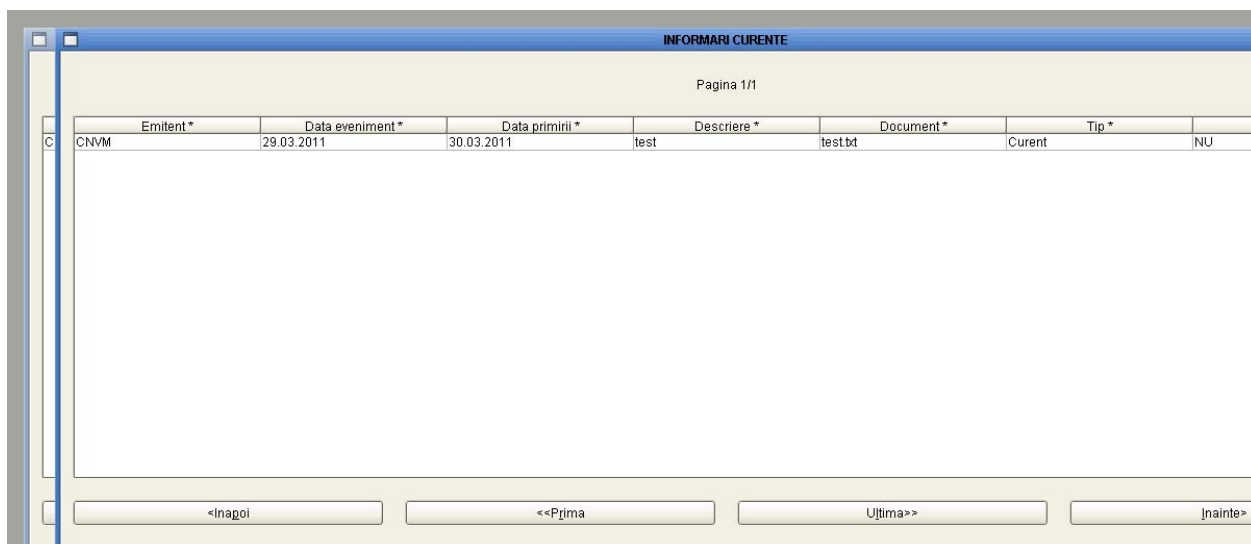 INFORMARI CURENTE
Pagina 1/1
Emitent * Data eveniment * Data primirii * Descriere * Document * Tip *
C CNVM 29.03.2011 30.03.2011 test test.txt Curent NU
<Inapoi <<Prima Ultima>> Inainte>